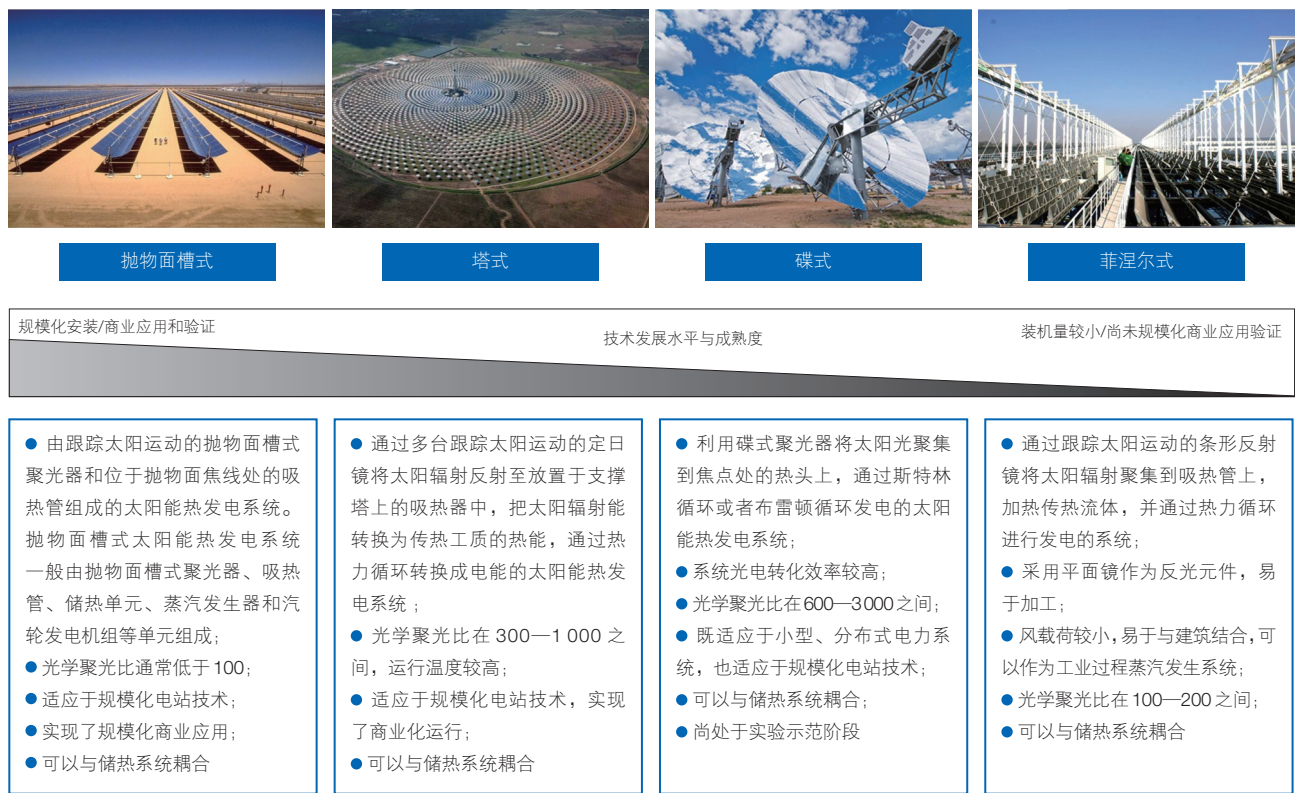 抛物面槽式
塔式
碟式
菲涅尔式
规模化安装/商业应用和验证
技术发展水平与成熟度
装机量较小/尚未规模化商业应用验证
● 由跟踪太阳运动的抛物面槽式
聚光器和位于抛物面焦线处的吸
热管组成的太阳能热发电系统。
抛物面槽式太阳能热发电系统
一般由抛物面槽式聚光器、吸热
管、储热单元、蒸汽发生器和汽
轮发电机组等单元组成;
● 光学聚光比通常低于100;
● 适应于规模化电站技术;
● 实现了规模化商业应用;
● 可以与储热系统耦合
● 通过多台跟踪太阳运动的定日
镜将太阳辐射反射至放置于支撑
塔上的吸热器中，把太阳辐射能
转换为传热工质的热能，通过热
力循环转换成电能的太阳能热发
电系统;
● 光学聚光比在 300—1 000 之
间，运行温度较高;
● 适应于规模化电站技术，实现
了商业化运行;
● 可以与储热系统耦合
● 利用碟式聚光器将太阳光聚集
到焦点处的热头上，通过斯特林
循环或者布雷顿循环发电的太阳
能热发电系统;
● 系统光电转化效率较高;
● 光学聚光比在600—3 000之间;
● 既适应于小型、分布式电力系
统，也适应于规模化电站技术;
● 可以与储热系统耦合;
● 尚处于实验示范阶段
● 通过跟踪太阳运动的条形反射
镜将太阳辐射聚集到吸热管上，
加热传热流体，并通过热力循环
进行发电的系统;
● 采用平面镜作为反光元件，易
于加工;
● 风载荷较小，易于与建筑结合，可
以作为工业过程蒸汽发生系统;
● 光学聚光比在100—200之间;
● 可以与储热系统耦合